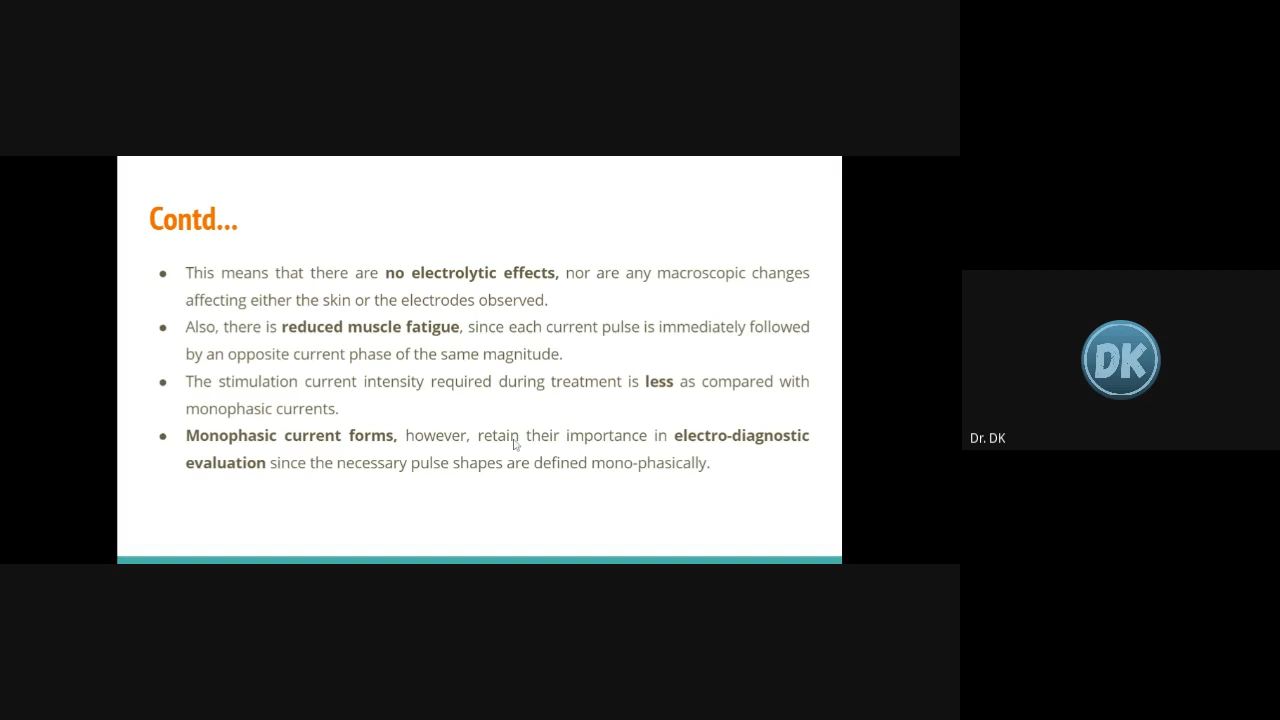 Contd...
● This means that there are no electrolytic effects, nor are any macroscopic changes
affecting either the skin or the electrodes observed.
● Also, there is reduced muscle fatigue, since each current pulse is immediately followed
by an opposite current phase of the same magnitude.
● The stimulation current intensity required during treatment is less as compared with
monophasic currents.
● Monophasic current forms, however, retain their importance in electro-diagnostic
evaluation since the necessary pulse shapes are defined mono-phasically.
DK
Dr. DK